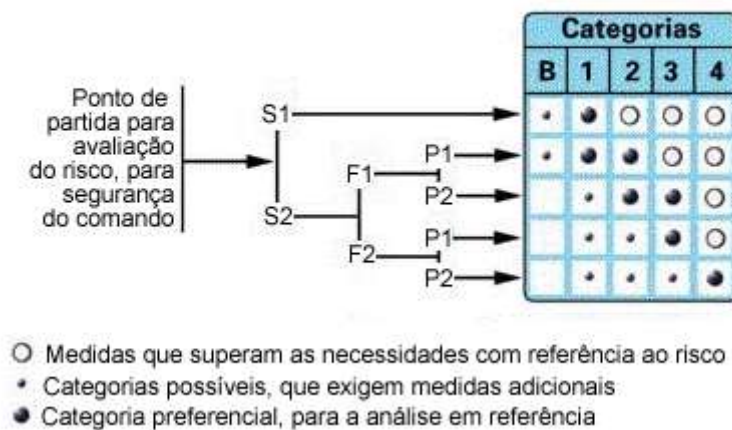 Categorias
B 1 2 3 4
Ponto de
partida para
avaliação
do risco, para
segurança
do comando
S1
P1
F1
P2
S2
P1
F2
P2
Medidas que superam as necessidades com referência ao risco
Categorias possíveis, que exigem medidas adicionais
Categoria preferencial, para a análise em referência